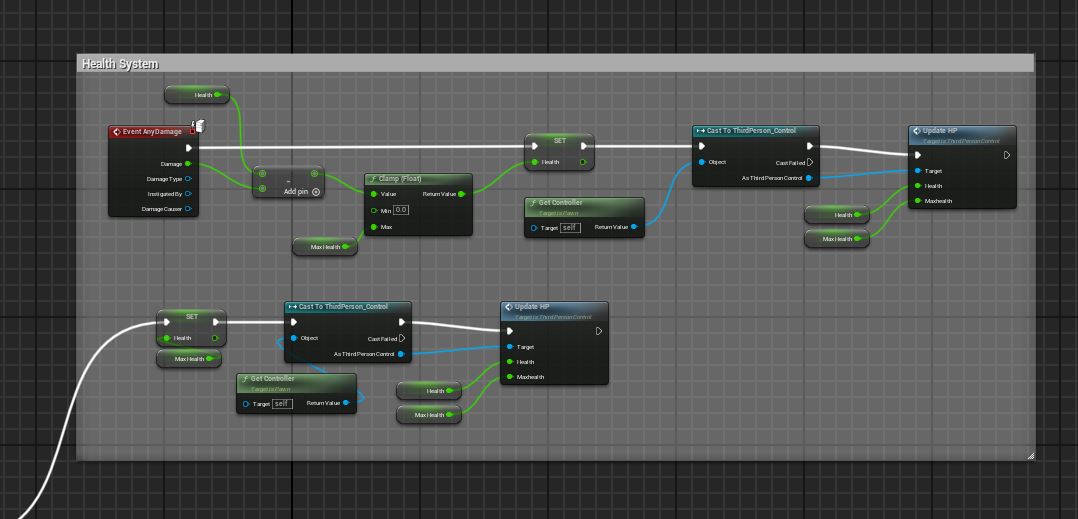 Health System
Health
Event AnyDamage
Damage
Damage Type
Instigated By
Damage Causer
-
Add pin
Clamp (Float)
Value
Return Value
Min
0.0
Max
Max Health
SET
Health
Get Controller
Target is Pawn
Target
self
Return Value
Cast To ThirdPerson_Control
Object
Cast Failed
As Third Person Control
Update HP
Target is Third Person Control
Target
Health
Maxhealth
Health
Max Health
SET
Health
Max Health
Cast To ThirdPerson_Control
Object
Cast Failed
As Third Person Control
Get Controller
Target is Pawn
Target
self
Return Value
Update HP
Target is Third Person Control
Target
Health
Maxhealth
Health
Max Health